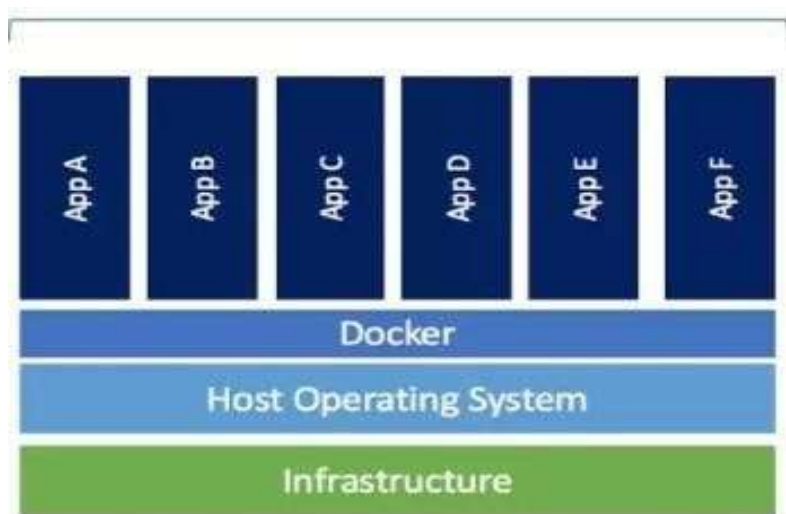 App A
App B
App C
App D
App E
App F
Docker
Host Operating System
Infrastructure